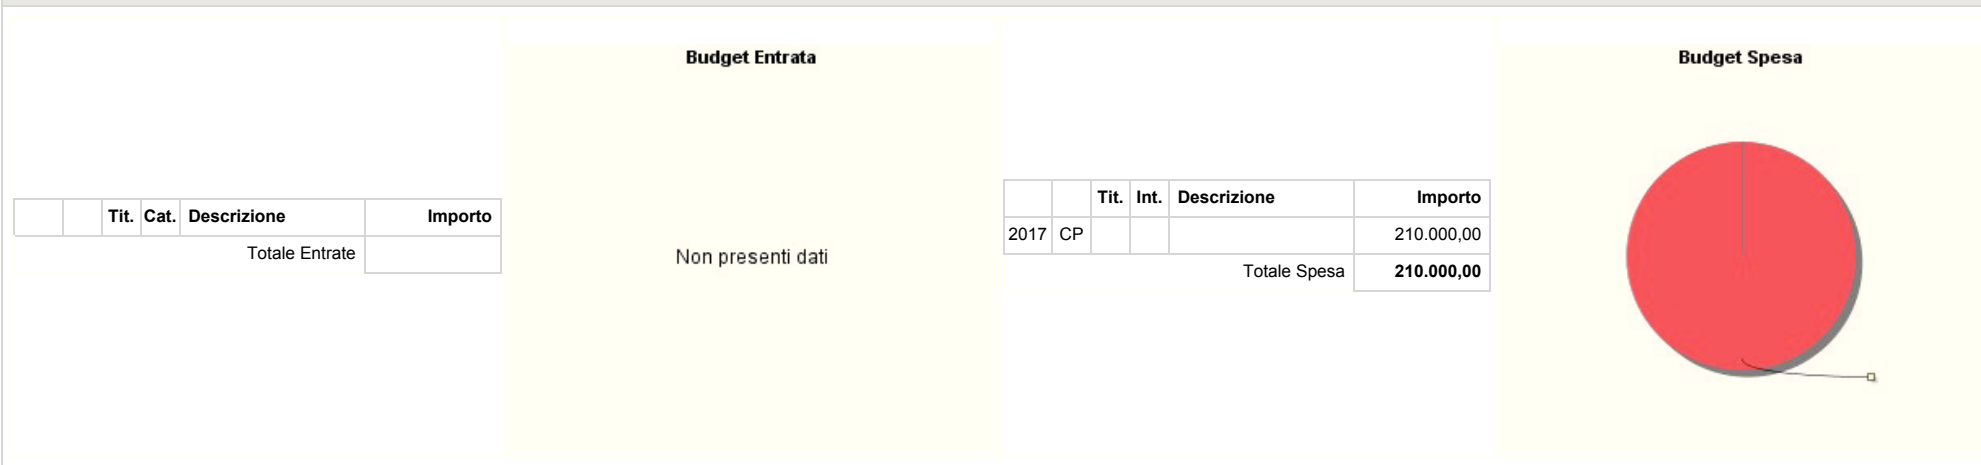 Budget Entrata
Budget Spesa
Tit. Cat. Descrizione Importo
Totale Entrate
Non presenti dati
Tit. Int. Descrizione Importo
2017 CP 210.000,00
Totale Spesa 210.000,00